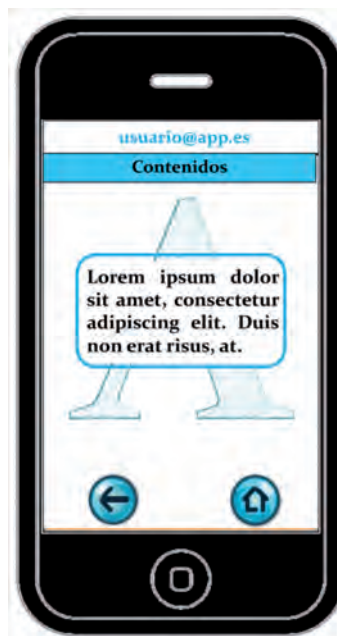 usuario@app.es
Contenidos
Lorem ipsum dolor
sit amet, consectetur
adipiscing elit. Duis
non erat risus, at.